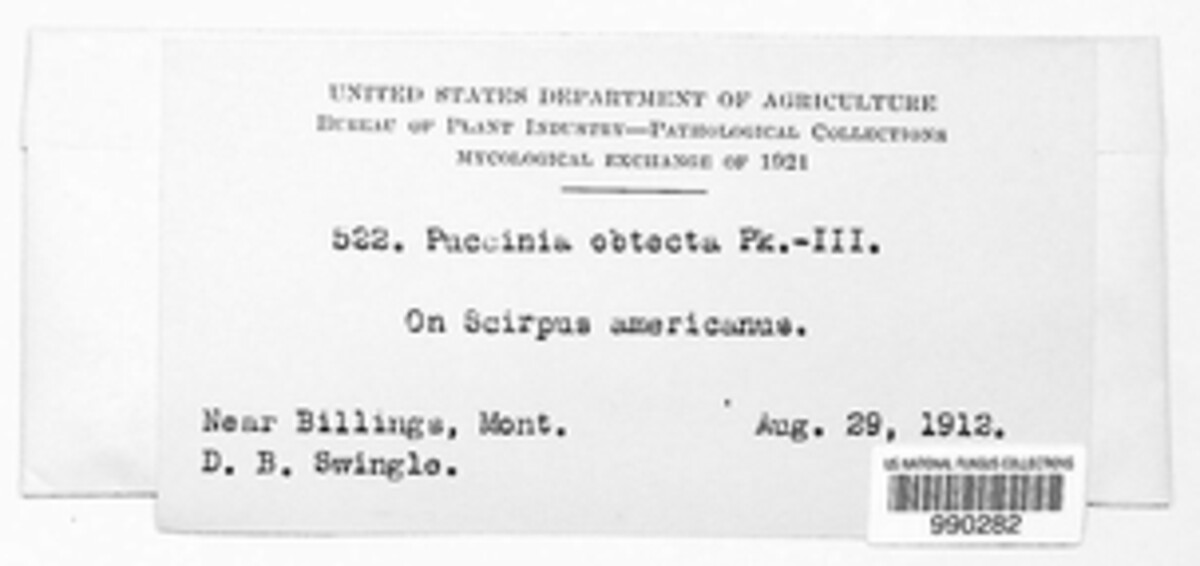 UNITED STATES DEPARTMENT OF AGRICULTURE
BUREAU OF PLANT INDUSTRY—PATHOLOGICAL COLLECTIONS
MYCOLOGICAL EXCHANGE OF 1921
522. Puccinia obtecta Pk.-III.
On Scirpus americanus.
Near Billings, Mont. Aug. 29, 1912.
D. B. Swingle.
US NATIONAL FUNGUS COLLECTIONS
990282